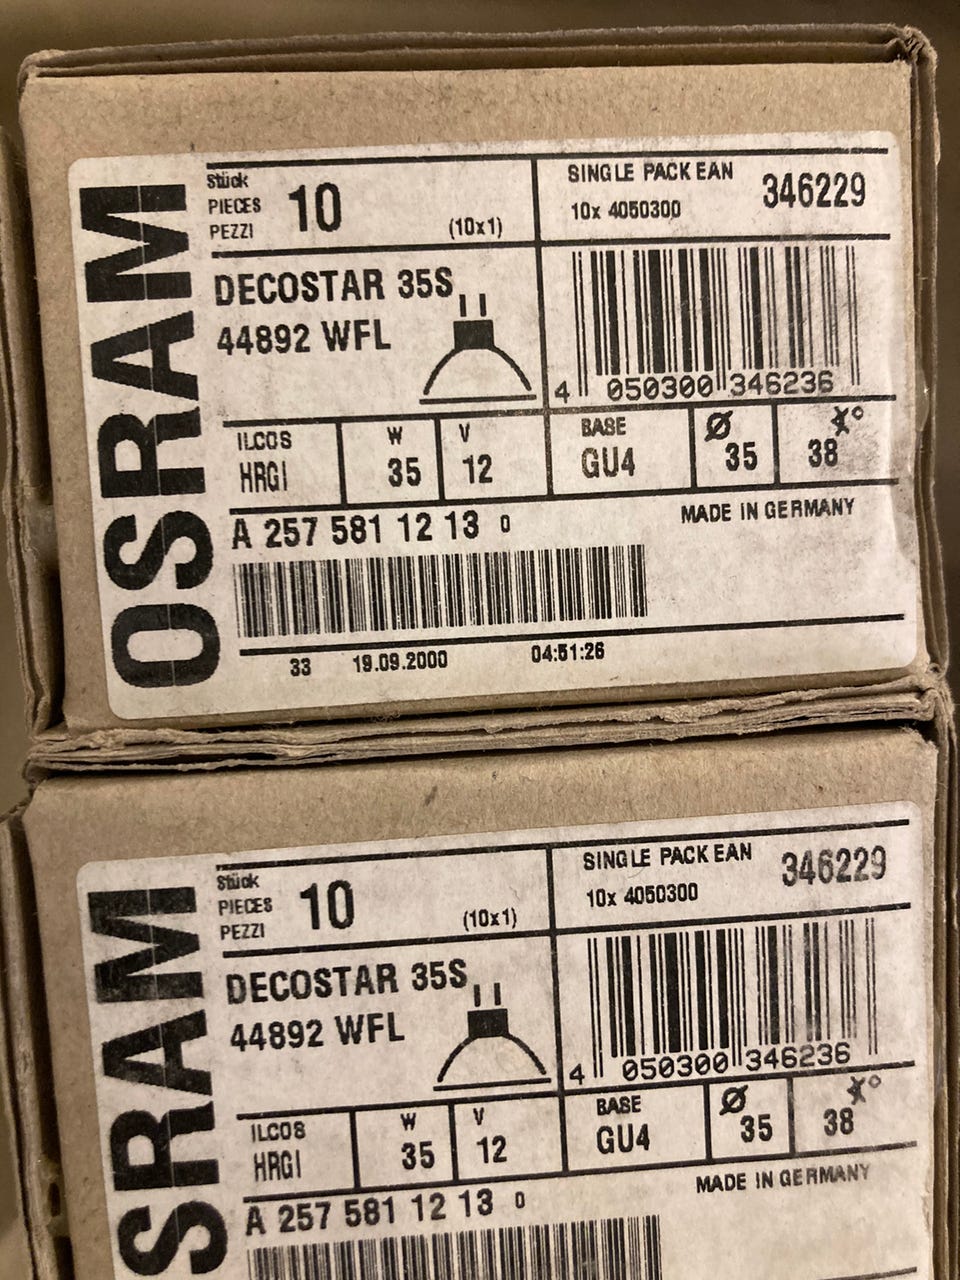 OSRAM
Stück
PIECES 10
PEZZI (10x1)
SINGLE PACK EAN 346229
10x 4050300
DECOSTAR 35S
44892 WFL
4 050300 346236
ILCOS W V BASE Ø ∢°
HRGI 35 12 GU4 35 38
A 257 581 12 13 0 MADE IN GERMANY
33 19.09.2000 04:51:26
OSRAM
Stück
PIECES 10
PEZZI (10x1)
SINGLE PACK EAN 346229
10x 4050300
DECOSTAR 35S
44892 WFL
4 050300 346236
ILCOS W V BASE Ø ∢°
HRGI 35 12 GU4 35 38
A 257 581 12 13 0 MADE IN GERMANY